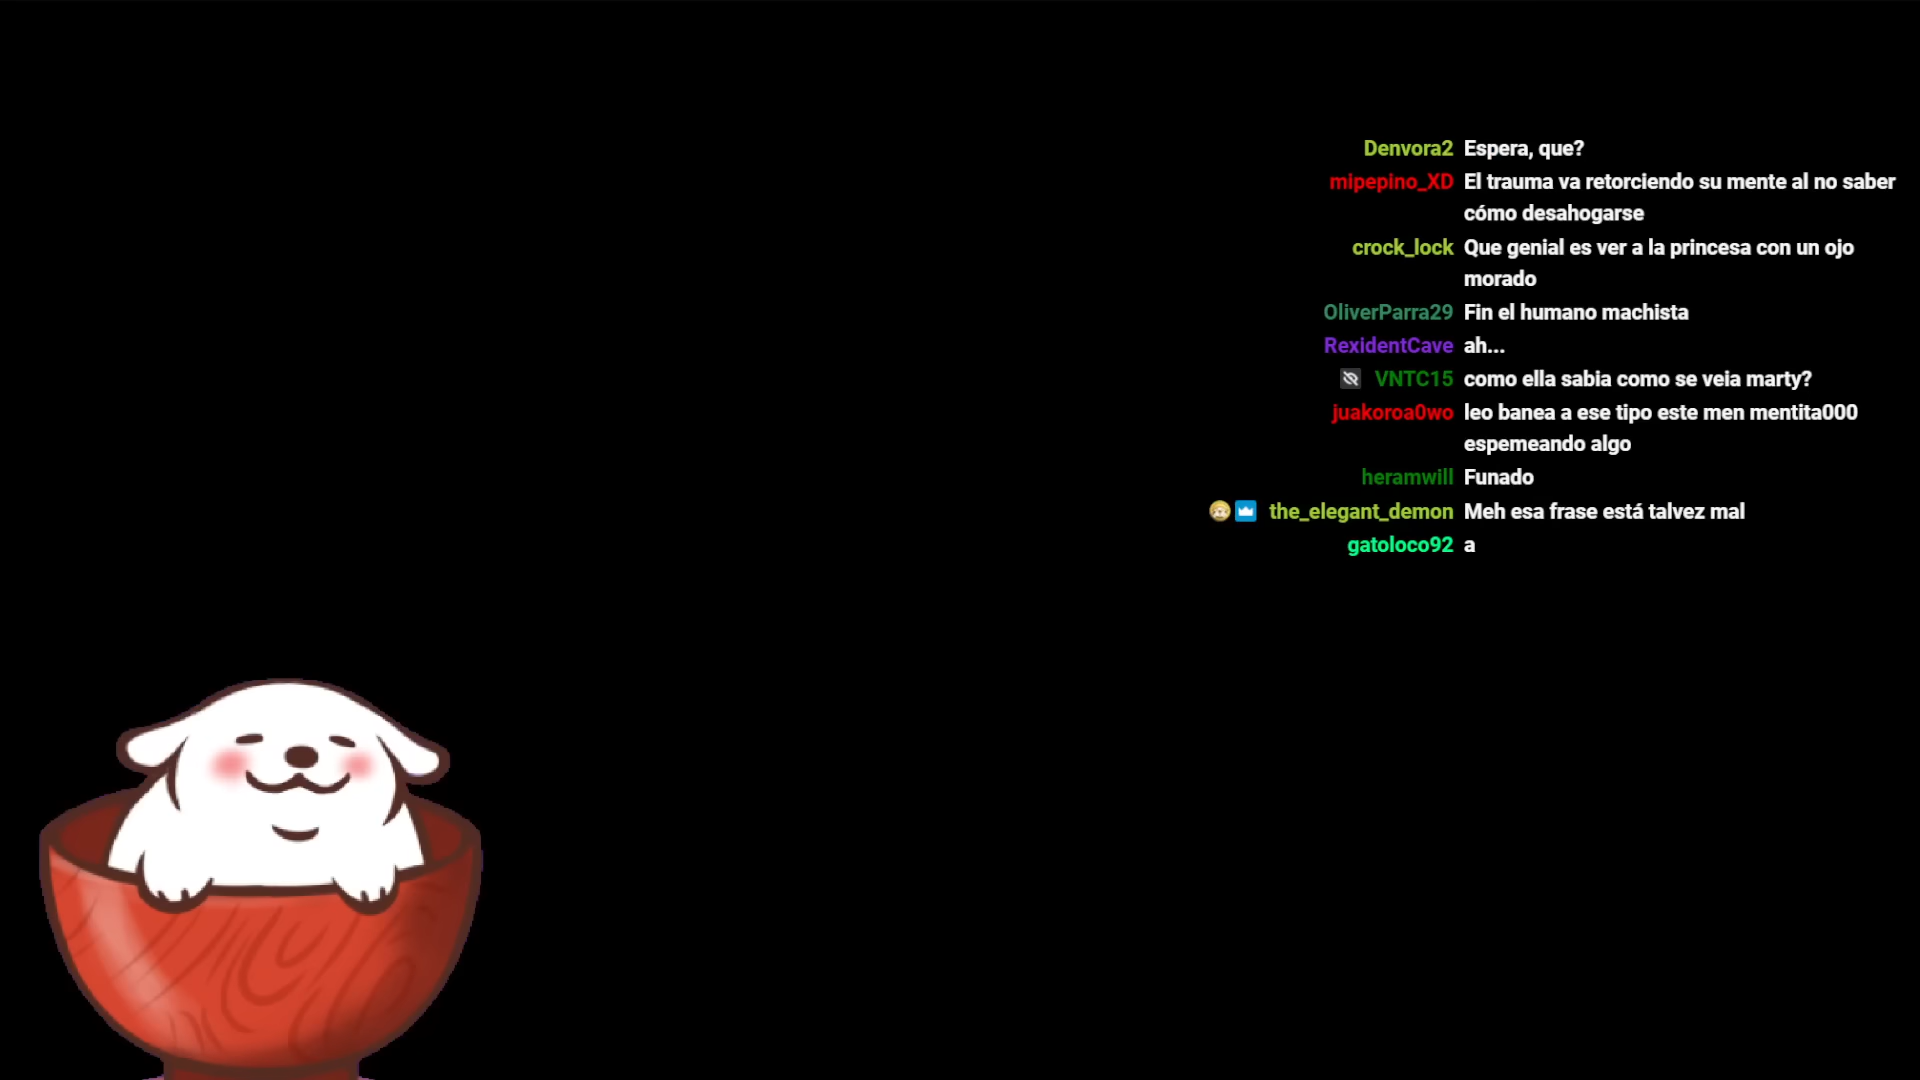 Denvora2 Espera, que?
mipepino_XD El trauma va retorciendo su mente al no saber
cómo desahogarse
crock_lock Que genial es ver a la princesa con un ojo
morado
OliverParra29 Fin el humano machista
RexidentCave ah...
VNTC15 como ella sabia como se veia marty?
juakoroa0wo leo banea a ese tipo este men mentita000
espemeando algo
heramwill Funado
the_elegant_demon Meh esa frase está talvez mal
gatoloco92 a